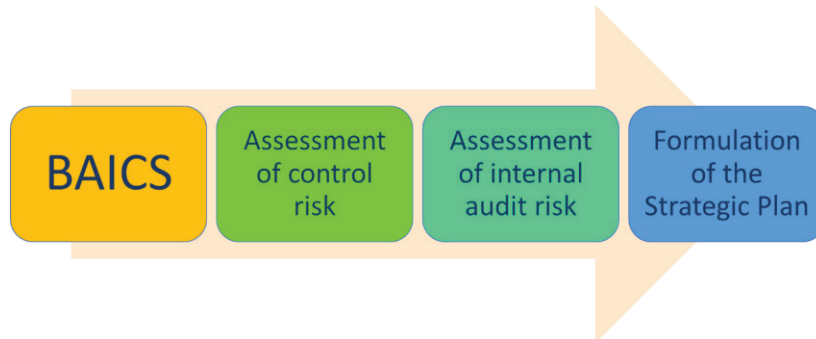 BAICS
Assessment
of control
risk
Assessment
of internal
audit risk
Formulation
of the
Strategic Plan